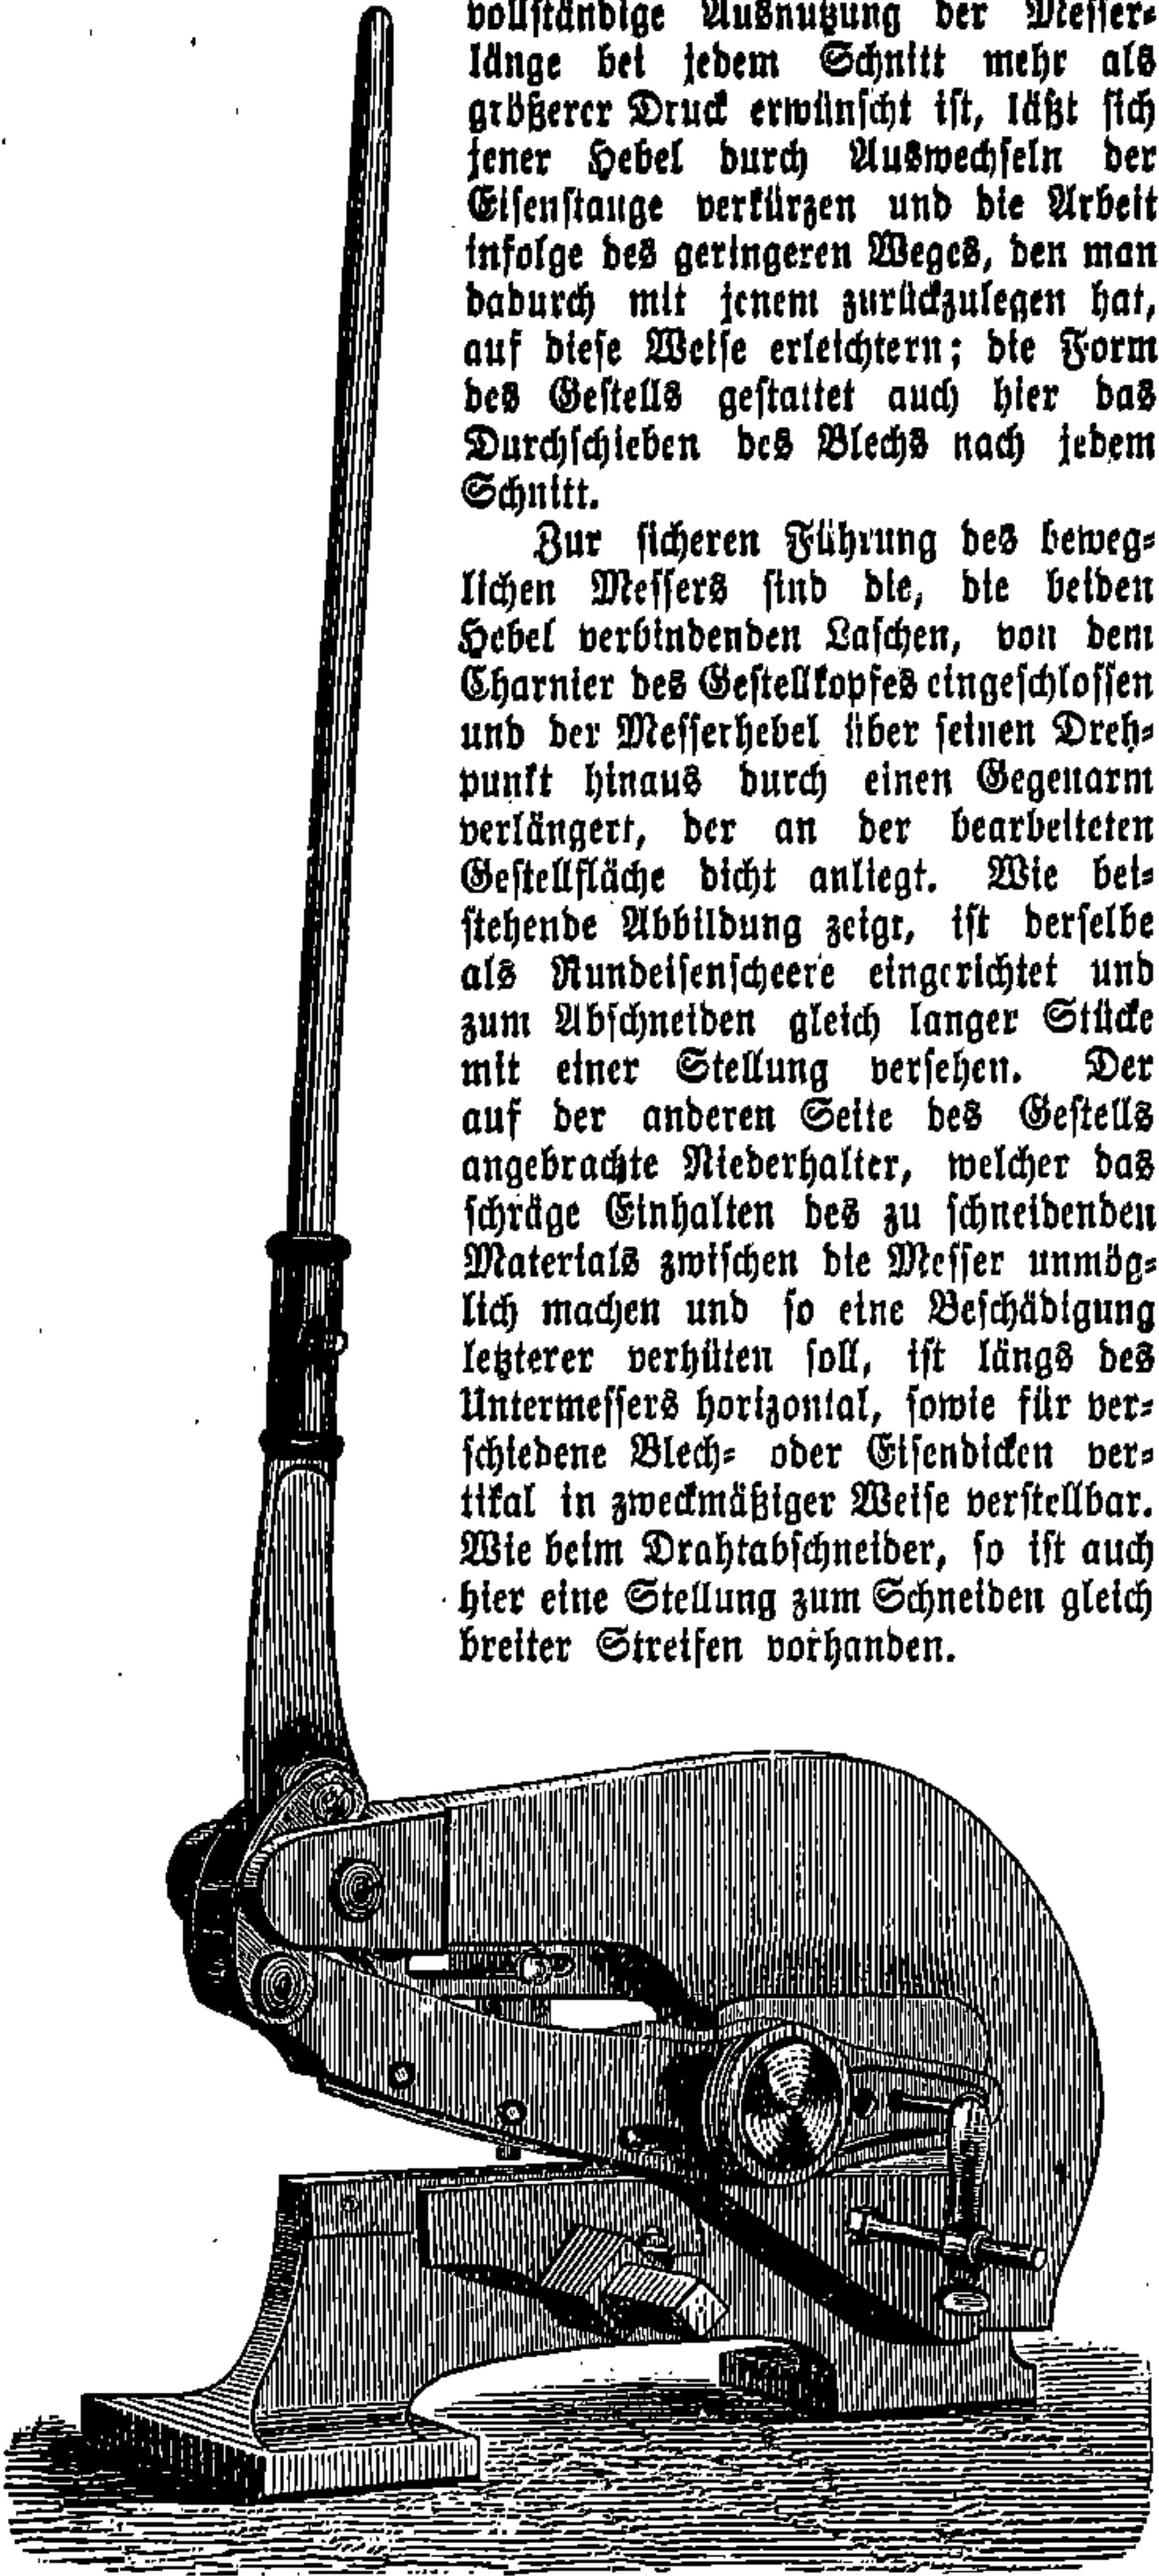 vollständige Ausnutzung der Messer-
länge bei jedem Schnitt mehr als
größerer Druck erwünscht ist, läßt sich
jener Hebel durch Auswechseln der
Eisenstange verkürzen und die Arbeit
infolge des geringeren Weges, den man
dadurch mit jenem zurückzulegen hat,
auf diese Weise erleichtern; die Form
des Gestells gestattet auch hier das
Durchschieben des Blechs nach jedem
Schnitt.
Zur sicheren Führung des beweg-
lichen Messers sind die, die beiden
Hebel verbindenden Laschen, von dem
Charnier des Gestellkopfes eingeschlossen
und der Messerhebel über seinen Dreh-
punkt hinaus durch einen Gegenarm
verlängert, der an der bearbeiteten
Gestellfläche dicht anliegt. Wie bei-
stehende Abbildung zeigt, ist derselbe
als Rundeisenscheere eingerichtet und
zum Abschneiden gleich langer Stücke
mit einer Stellung versehen. Der
auf der anderen Seite des Gestells
angebrachte Niederhalter, welcher das
schräge Einhalten des zu schneidenden
Materials zwischen die Messer unmög-
lich machen und so eine Beschädigung
letzterer verhüten soll, ist längs des
Untermessers horizontal, sowie für ver-
schiedene Blech- oder Eisendicken ver-
tikal in zweckmäßiger Weise verstellbar.
Wie beim Drahtabschneider, so ist auch
hier eine Stellung zum Schneiden gleich
breiter Streifen vorhanden.